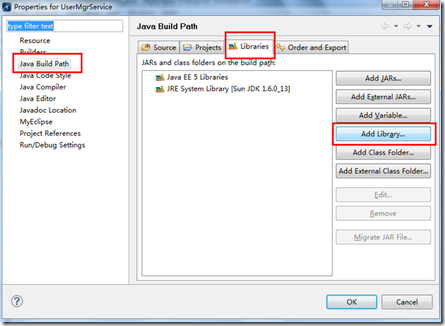 Properties for UserMgrService
type filter text
Resource
Builders
Java Build Path
Java Code Style
Java Compiler
Java Editor
Javadoc Location
MyEclipse
Project References
Run/Debug Settings
Java Build Path
Source
Projects
Libraries
Order and Export
JARs and class folders on the build path:
Java EE 5 Libraries
JRE System Library [Sun JDK 1.6.0_13]
Add JARs...
Add External JARs...
Add Variable...
Add Library...
Add Class Folder...
Add External Class Folder...
Edit...
Remove
Migrate JAR File...
OK
Cancel